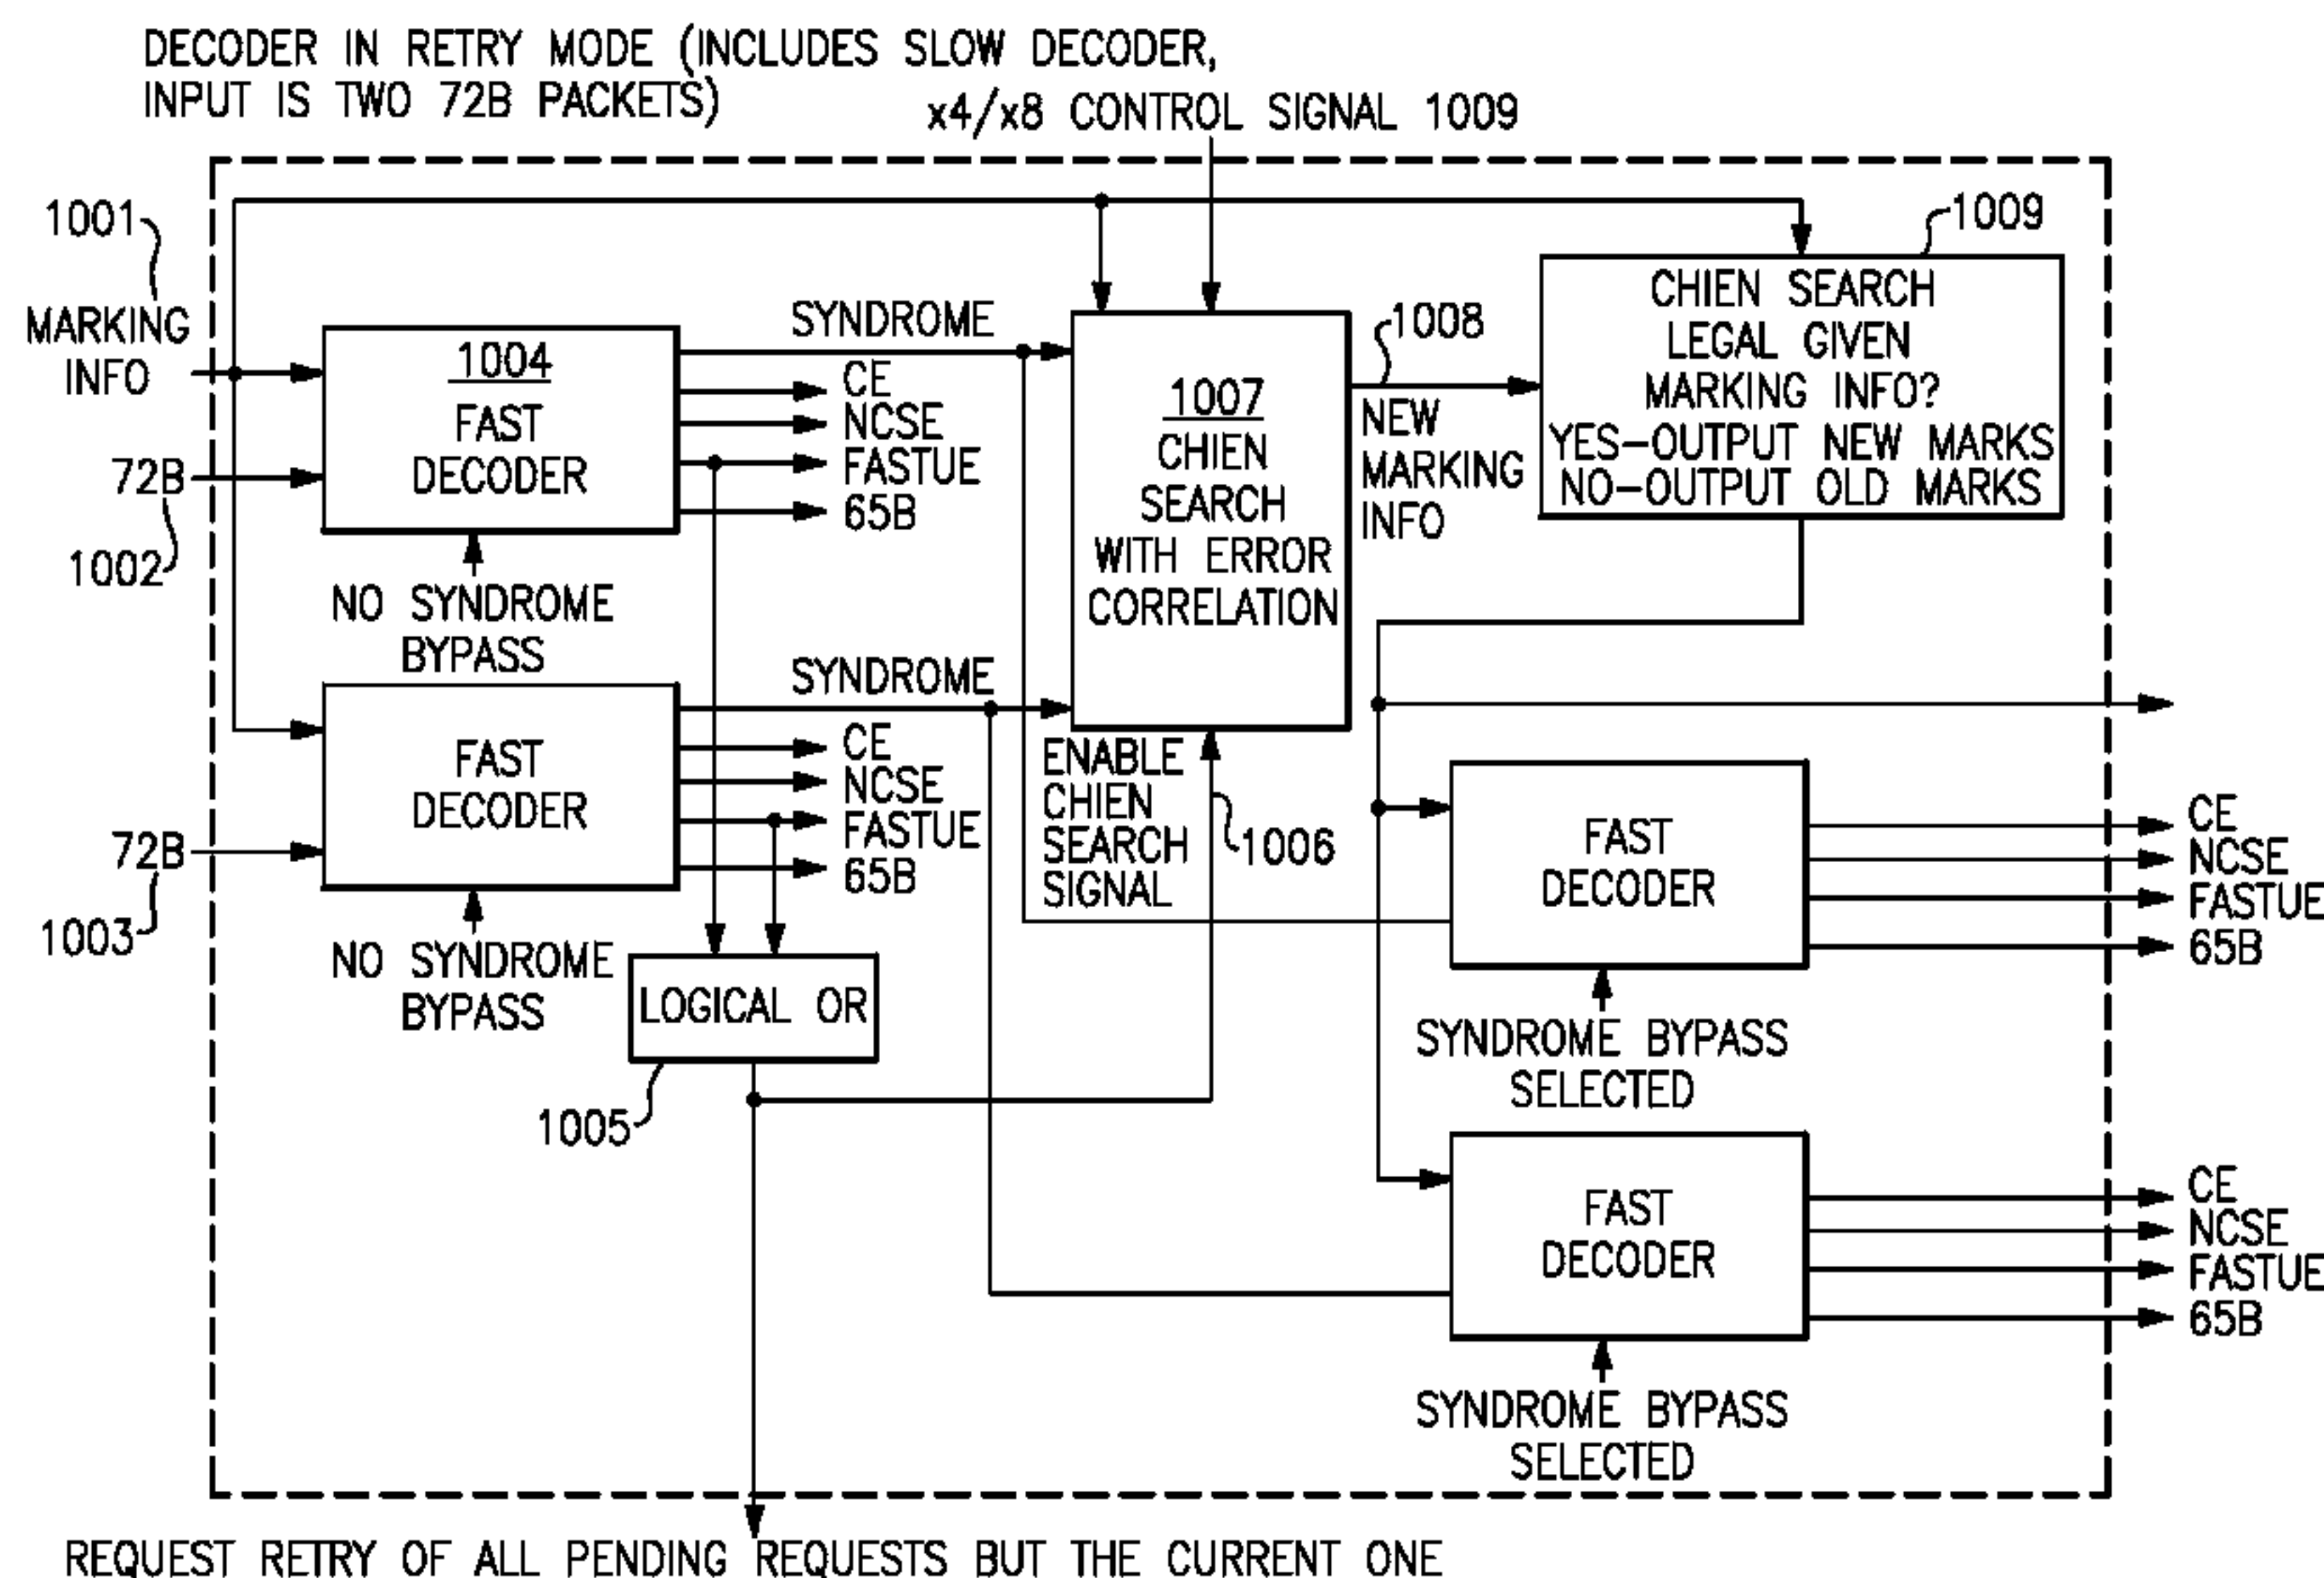 DECODER IN RETRY MODE (INCLUDES SLOW DECODER,
INPUT IS TWO 72B PACKETS)
x4/x8 CONTROL SIGNAL 1009
1001
MARKING
INFO
72B
1002
1004
FAST
DECODER
NO SYNDROME
BYPASS
SYNDROME
CE
NCSE
FASTUE
65B
1007
CHIEN
SEARCH
WITH ERROR
CORRELATION
1008
NEW
MARKING
INFO
1009
CHIEN SEARCH
LEGAL GIVEN
MARKING INFO?
YES-OUTPUT NEW MARKS
NO-OUTPUT OLD MARKS
72B
1003
FAST
DECODER
NO SYNDROME
BYPASS
SYNDROME
CE
NCSE
FASTUE
65B
ENABLE
CHIEN
SEARCH
SIGNAL
1006
LOGICAL OR
1005
FAST
DECODER
CE
NCSE
FASTUE
65B
SYNDROME BYPASS
SELECTED
FAST
DECODER
CE
NCSE
FASTUE
65B
SYNDROME BYPASS
SELECTED
REQUEST RETRY OF ALL PENDING REQUESTS BUT THE CURRENT ONE